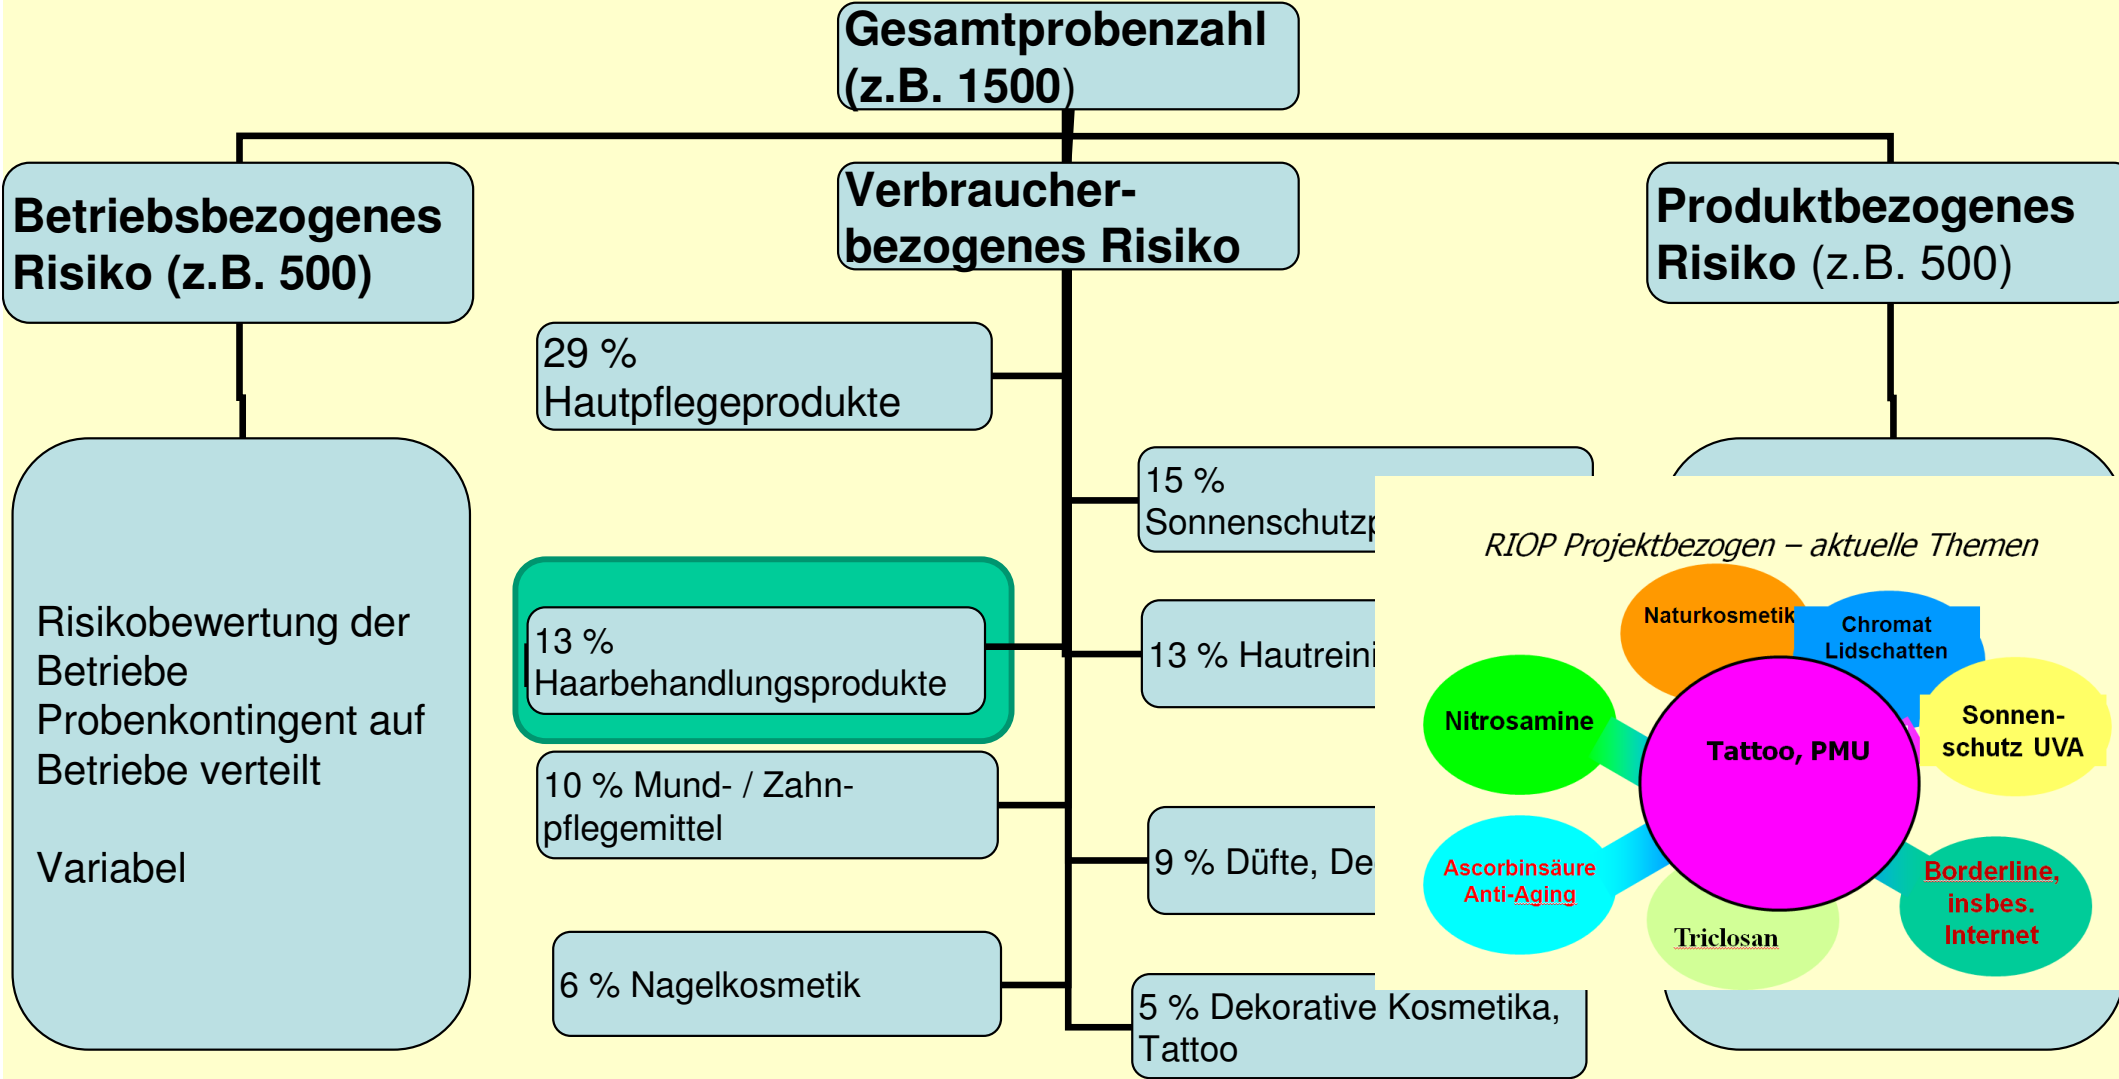 Gesamtprobenzahl
(z.B. 1500)
Betriebsbezogenes
Risiko (z.B. 500)
Verbraucher-
bezogenes Risiko
Produktbezogenes
Risiko (z.B. 500)
29 %
Hautpflegeprodukte
15 %
Sonnenschutzp
13 %
Haarbehandlungsprodukte
13 % Hautreini
10 % Mund- / Zahn-
pflegemittel
9 % Düfte, De
6 % Nagelkosmetik
5 % Dekorative Kosmetika,
Tattoo
Risikobewertung der
Betriebe
Probenkontingent auf
Betriebe verteilt
Variabel
RIOP Projektbezogen – aktuelle Themen
Naturkosmetik
Chromat
Lidschatten
Nitrosamine
Sonnen-
schutz UVA
Tattoo, PMU
Ascorbinsäure
Anti-Aging
Borderline,
insbes.
Internet
Triclosan